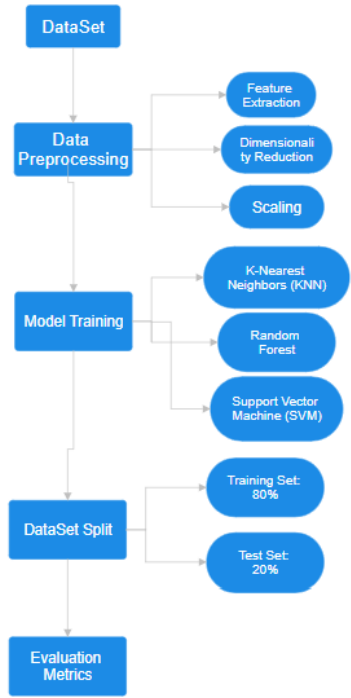 DataSet
Data
Preprocessing
Feature
Extraction
Dimensionali
ty Reduction
Scaling
Model Training
K-Nearest
Neighbors (KNN)
Random
Forest
Support Vector
Machine (SVM)
DataSet Split
Training Set:
80%
Test Set:
20%
Evaluation
Metrics